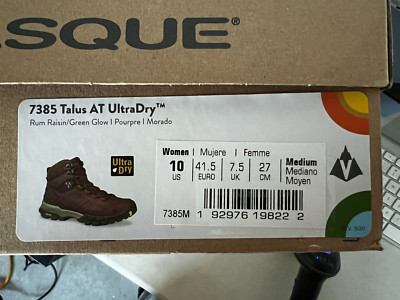 ASQUE®
7385 Talus AT UltraDry™
Rum Raisin/Green Glow | Pourpre | Morado
Ultra
Dry
Women | Mujere | Femme
10 41.5 7.5 27
US EURO UK CM
Medium
Mediano
Moyen
7385M 1 92976 19822 2